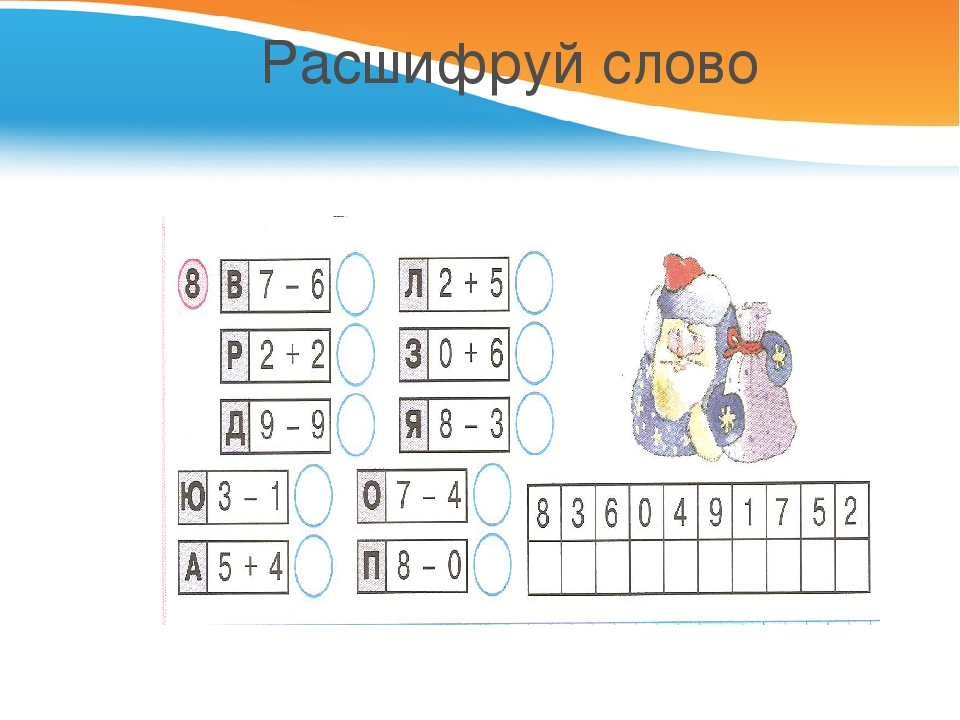 Расшифруй слово
8 В 7 – 6 Л 2 + 5
Р 2 + 2 З 0 + 6
Д 9 – 9 Я 8 – 3
Ю 3 – 1 О 7 – 4
А 5 + 4 П 8 – 0
8 3 6 0 4 9 1 7 5 2